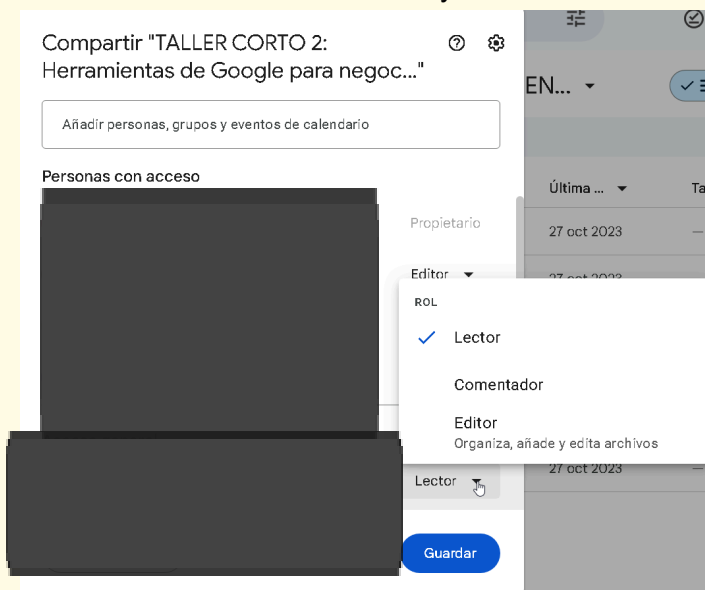 Compartir "TALLER CORTO 2:
Herramientas de Google para negoc..."
EN...
Añadir personas, grupos y eventos de calendario
Personas con acceso
Última ...
Ta
Propietario
27 oct 2023
Editor
ROL
Lector
Comentador
Editor
Organiza, añade y edita archivos
27 oct 2023
Lector
Guardar